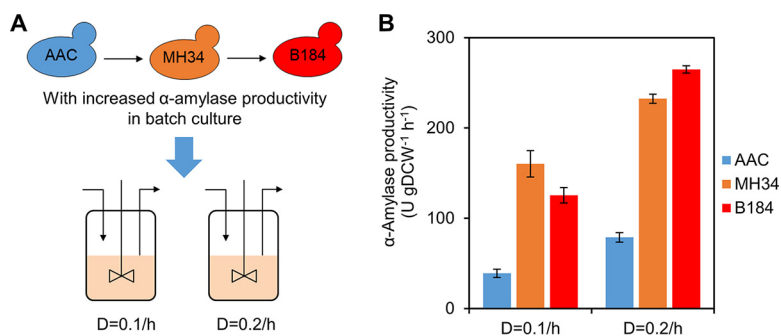 A
AAC
MH34
B184
With increased α-amylase productivity
in batch culture
D=0.1/h
D=0.2/h
B
α-Amylase productivity
(U gDCW⁻¹ h⁻¹)
300
200
100
0
D=0.1/h
D=0.2/h
AAC
MH34
B184